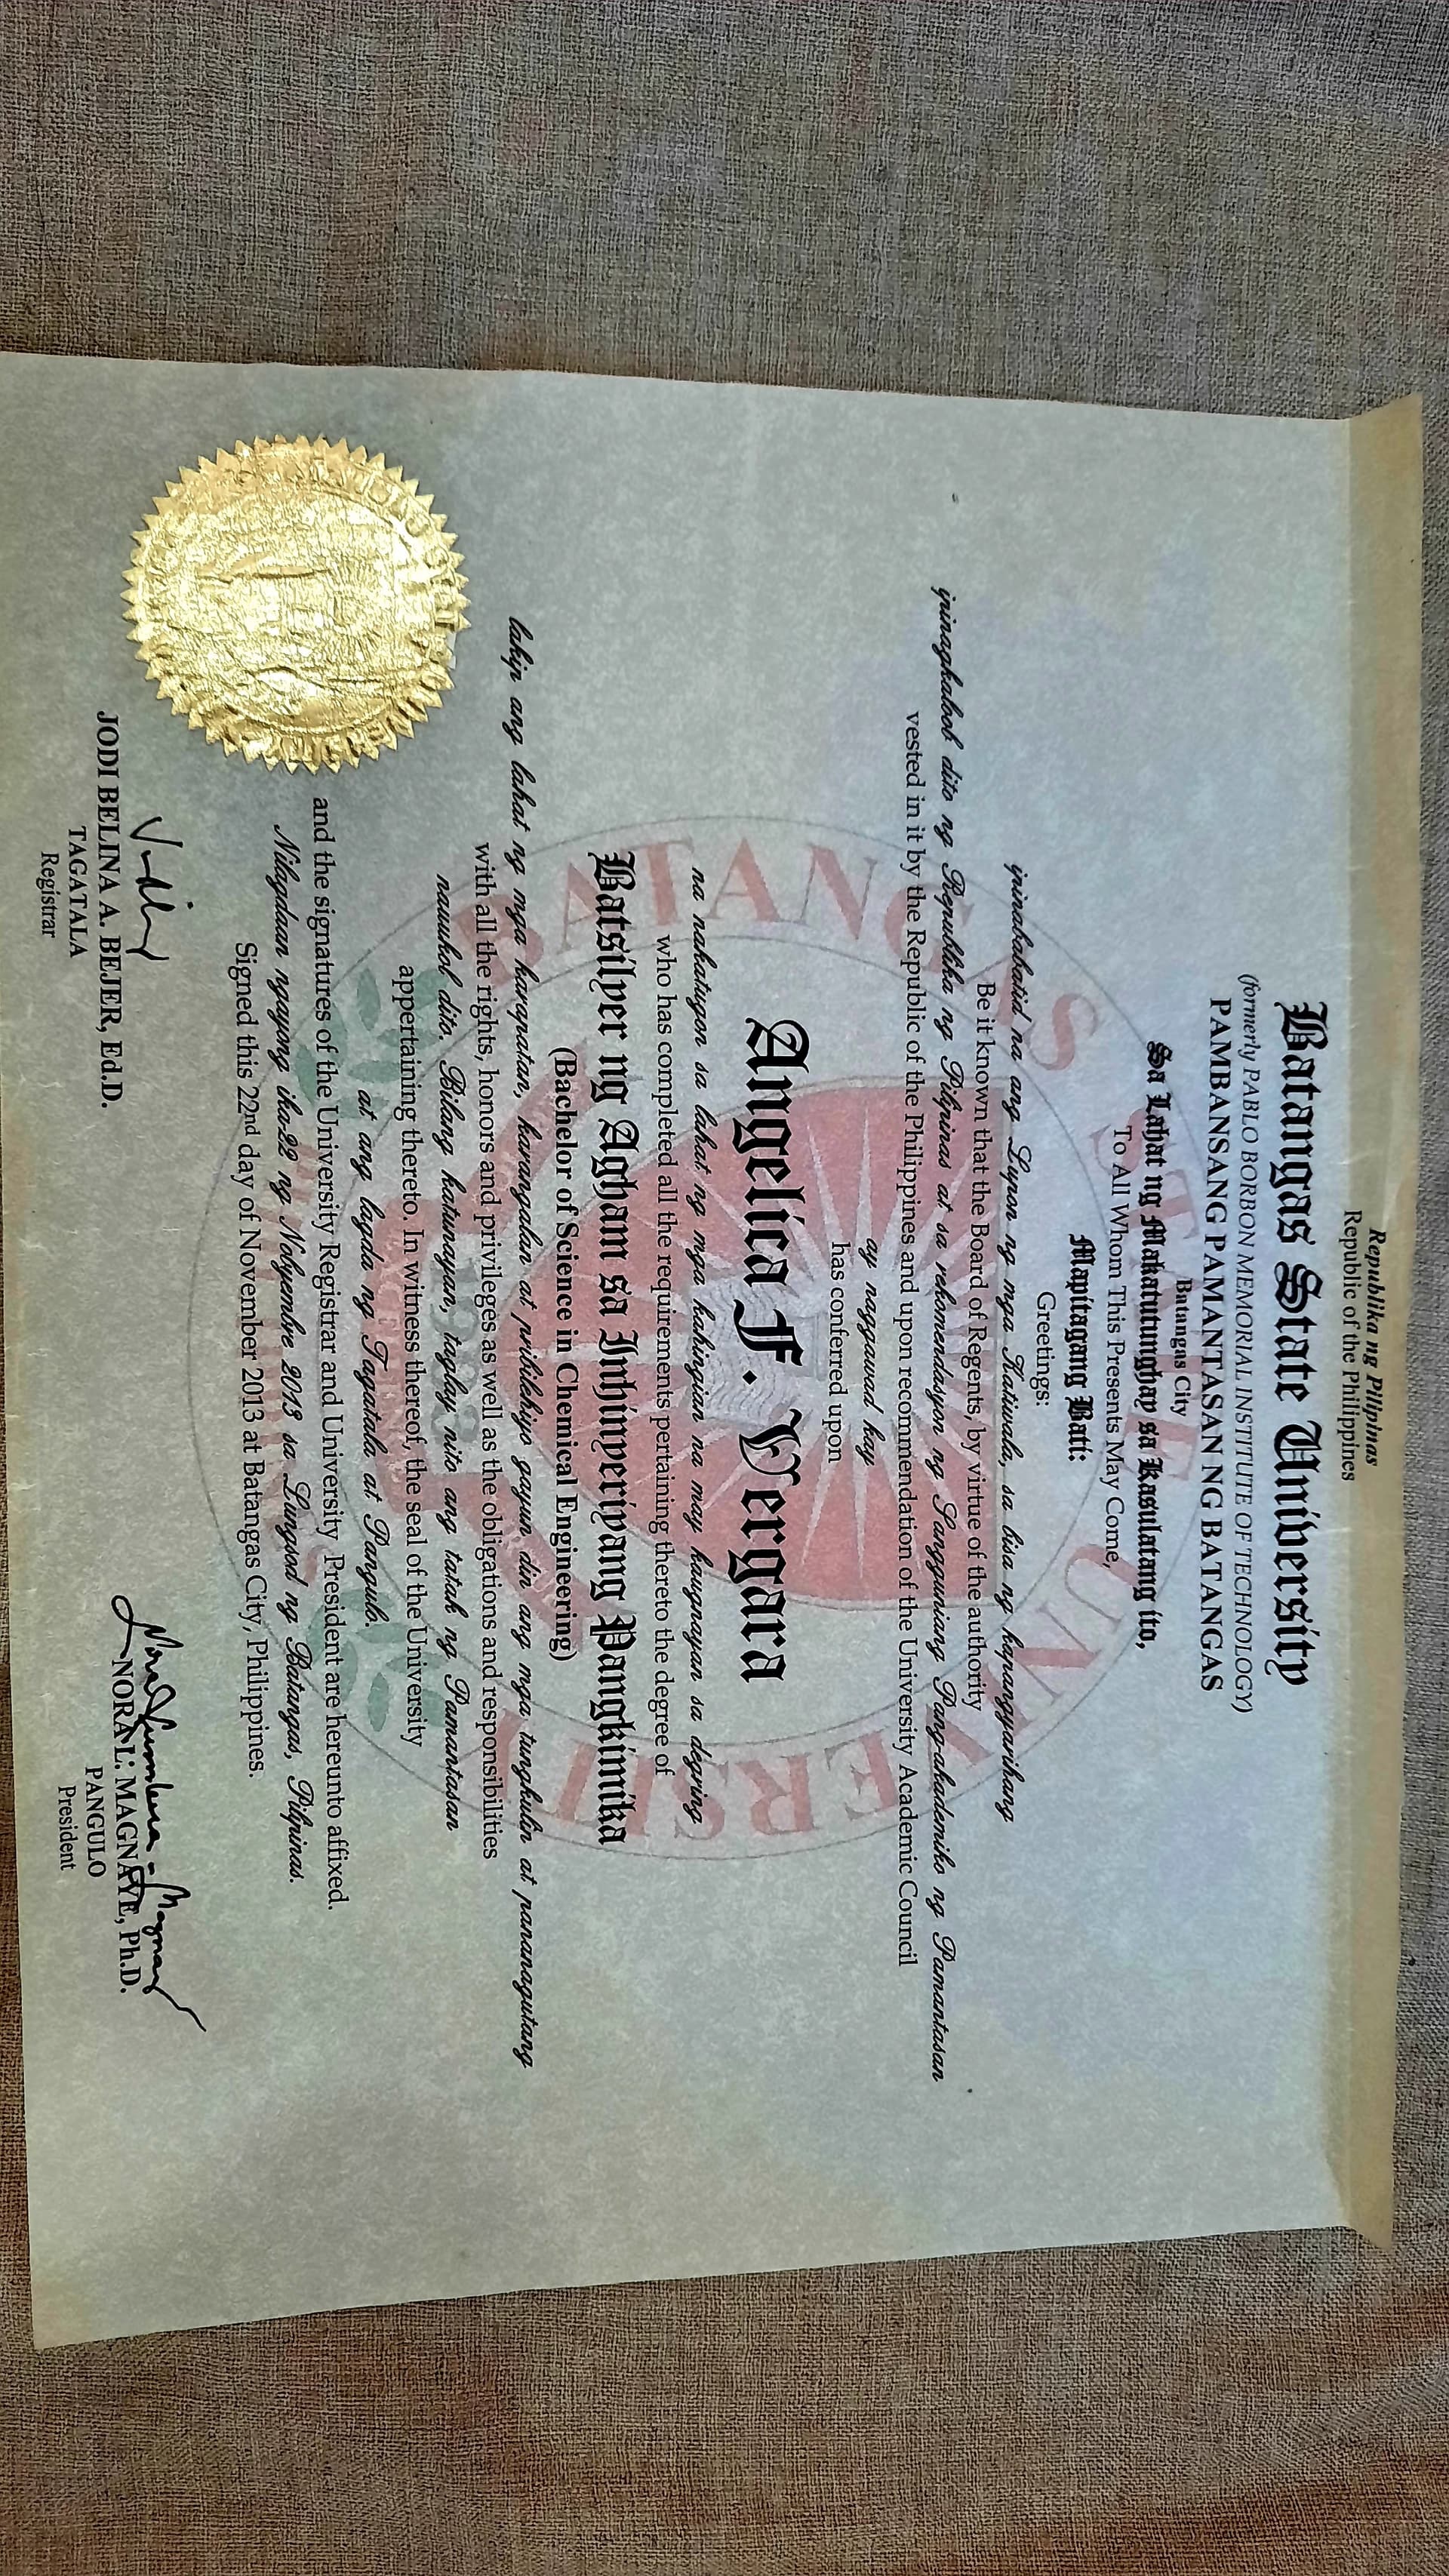 Republika ng Pilipinas
Republic of the Philippines
Batangas State University
(formerly PABLO BORBON MEMORIAL INSTITUTE OF TECHNOLOGY)
PAMBANSANG PAMANTASAN NG BATANGAS
Batangas City
Sa Lahat ng Makatutunghay sa Kasulatang ito,
To All Whom This Presents May Come,
Mapitagang Bati:
Greetings:
ipinababatid na ang Lupon ng mga Katiwala, sa bisa ng kapangyarihang
Be it known that the Board of Regents, by virtue of the authority
ipinagkaloob dito ng Republika ng Pilipinas at sa rekomendasyon ng Sangguniang Pang-akademiko ng Pamantasan
vested in it by the Republic of the Philippines and upon recommendation of the University Academic Council
ay naggawad kay
has conferred upon
Angelica F. Vergara
na nakatugon sa lahat ng mga kahingian na may kaugnayan sa degring
who has completed all the requirements pertaining thereto the degree of
Batsilyer ng Agham sa Inhinyeriyang Pangkimika
(Bachelor of Science in Chemical Engineering)
lakip ang lahat ng mga karapatan, karangalan at pribilehiyo gayun din ang mga tungkulin at pananagutang
with all the rights, honors and privileges as well as the obligations and responsibilities
nauukol dito. Bilang katunayan, taglay nito ang tatak ng Pamantasan
appertaining thereto. In witness thereof, the seal of the University
at ang lagda ng Tagatala at Pangulo.
and the signatures of the University Registrar and University President are hereunto affixed.
Nilagdaan ngayong ika-22 ng Nobyembre 2013 sa Lungsod ng Batangas, Pilipinas.
Signed this 22nd day of November 2013 at Batangas City, Philippines.
JODI BELINA A. BEJER, Ed.D.
TAGATALA
Registrar
NORA L. MAGNAYE, Ph.D.
PANGULO
President
BATANGAS STATE UNIVERSITY
1903